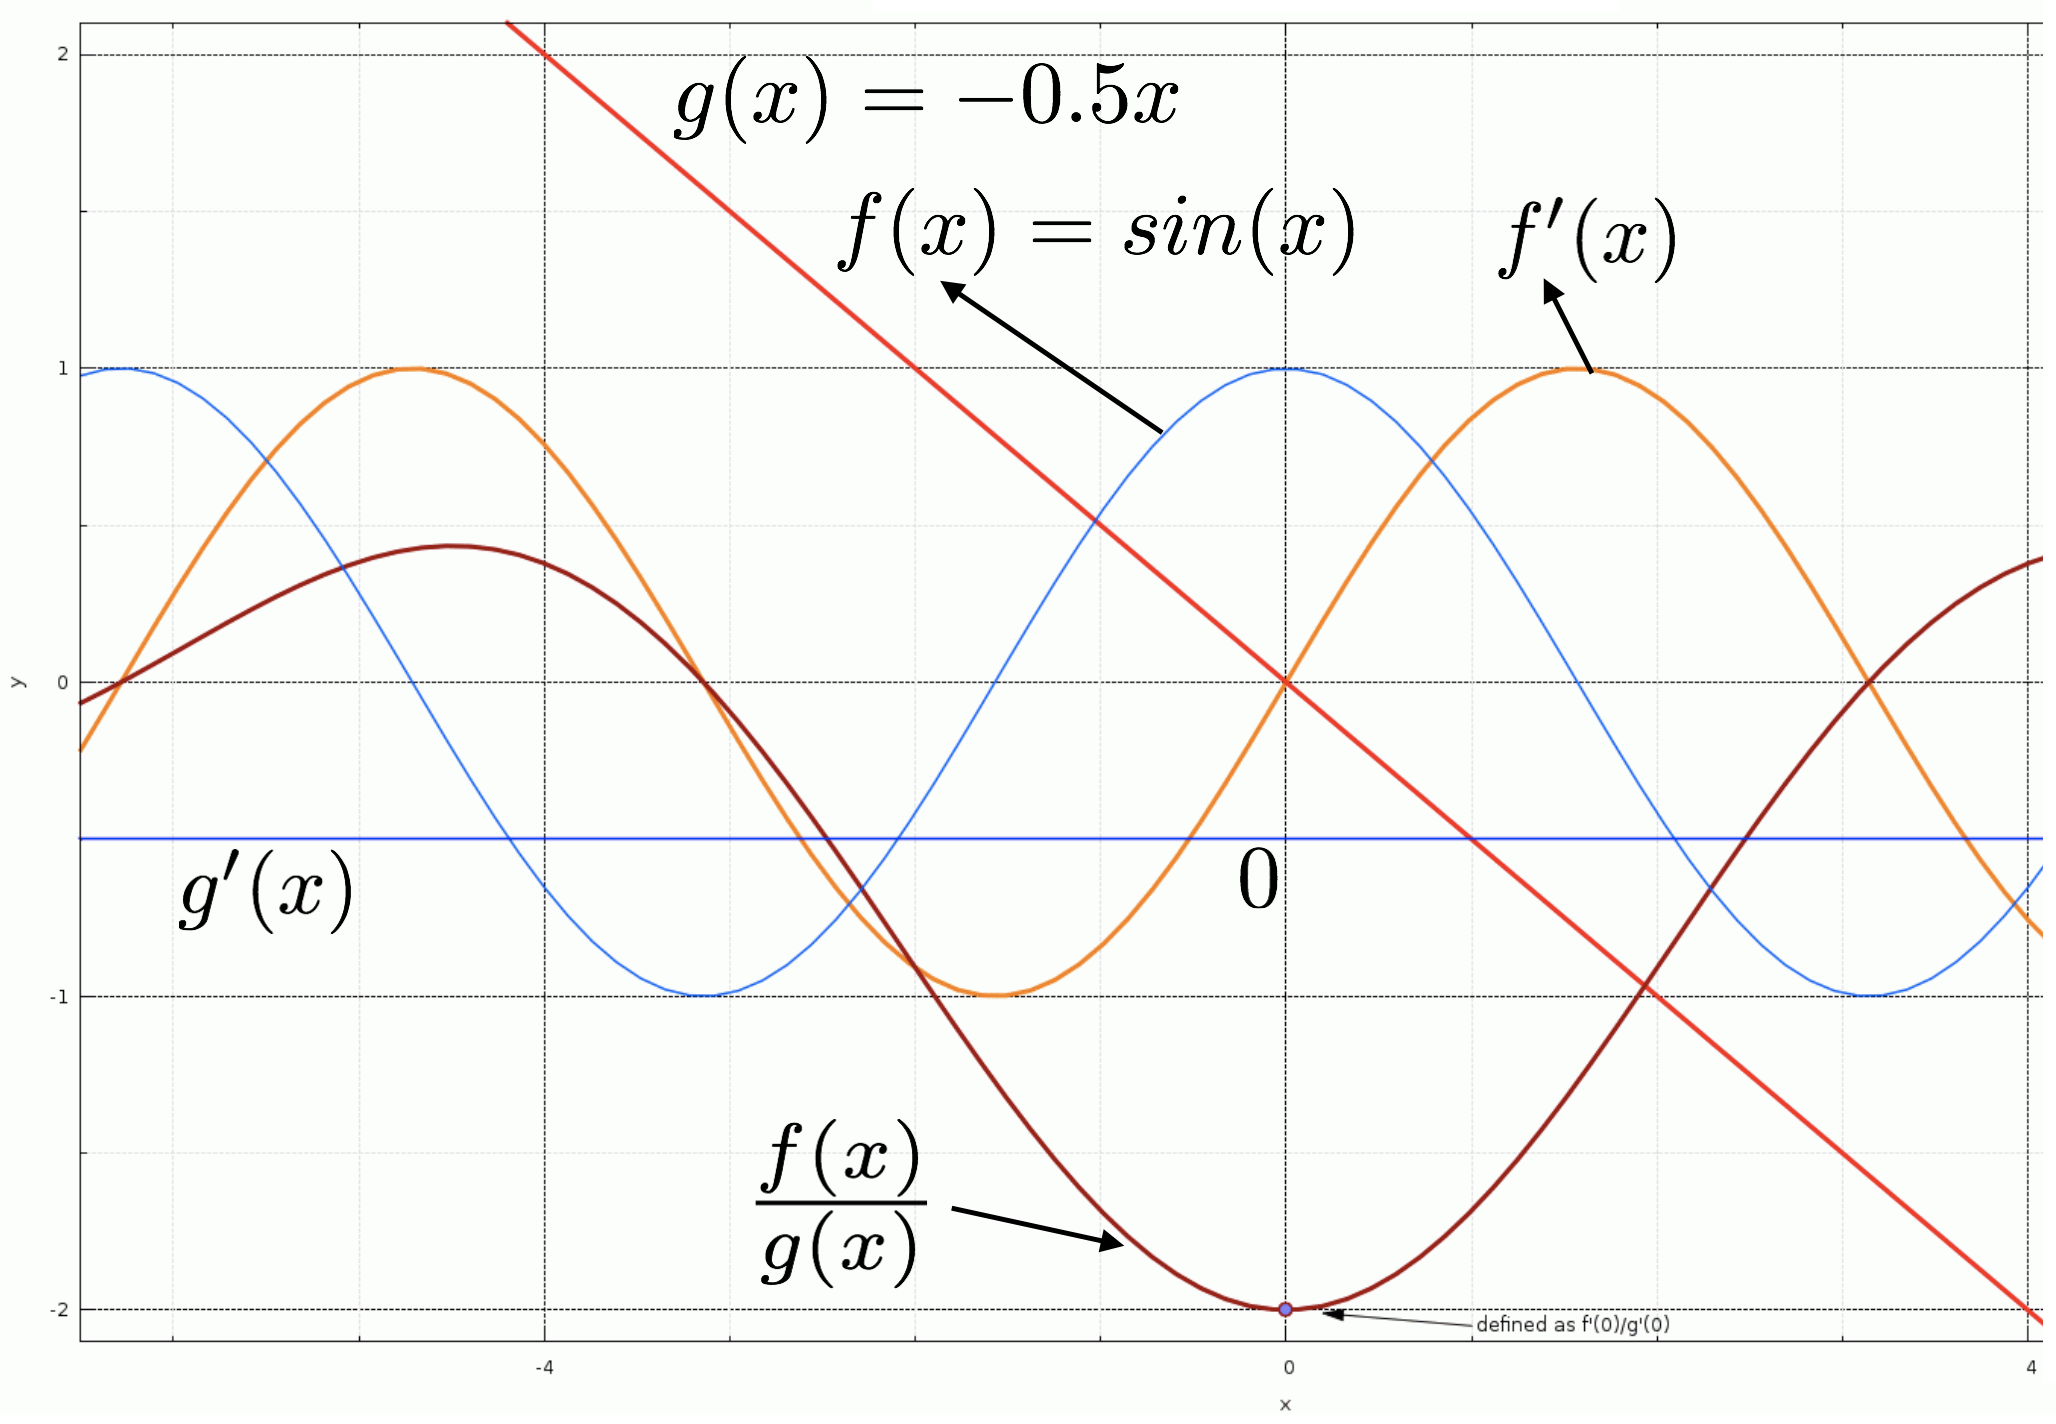 2
g(x) = −0.5x
f(x) = sin(x)
f′(x)
1
y
0
g′(x)
0
-1
f(x)
g(x)
-2
defined as f'(0)/g'(0)
-4
0
4
x